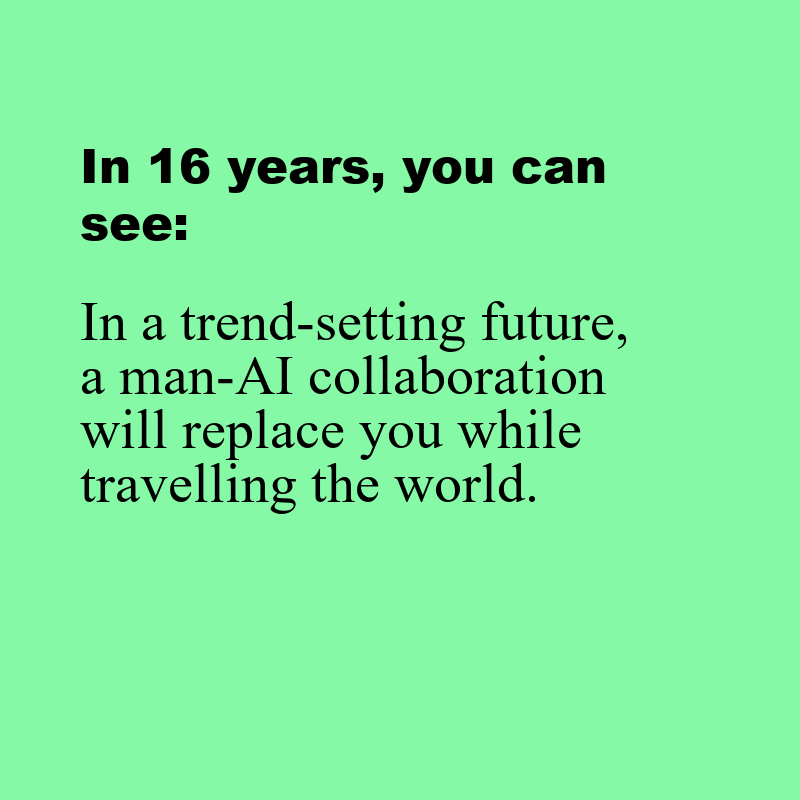 In 16 years, you can
see:
In a trend-setting future,
a man-AI collaboration
will replace you while
travelling the world.